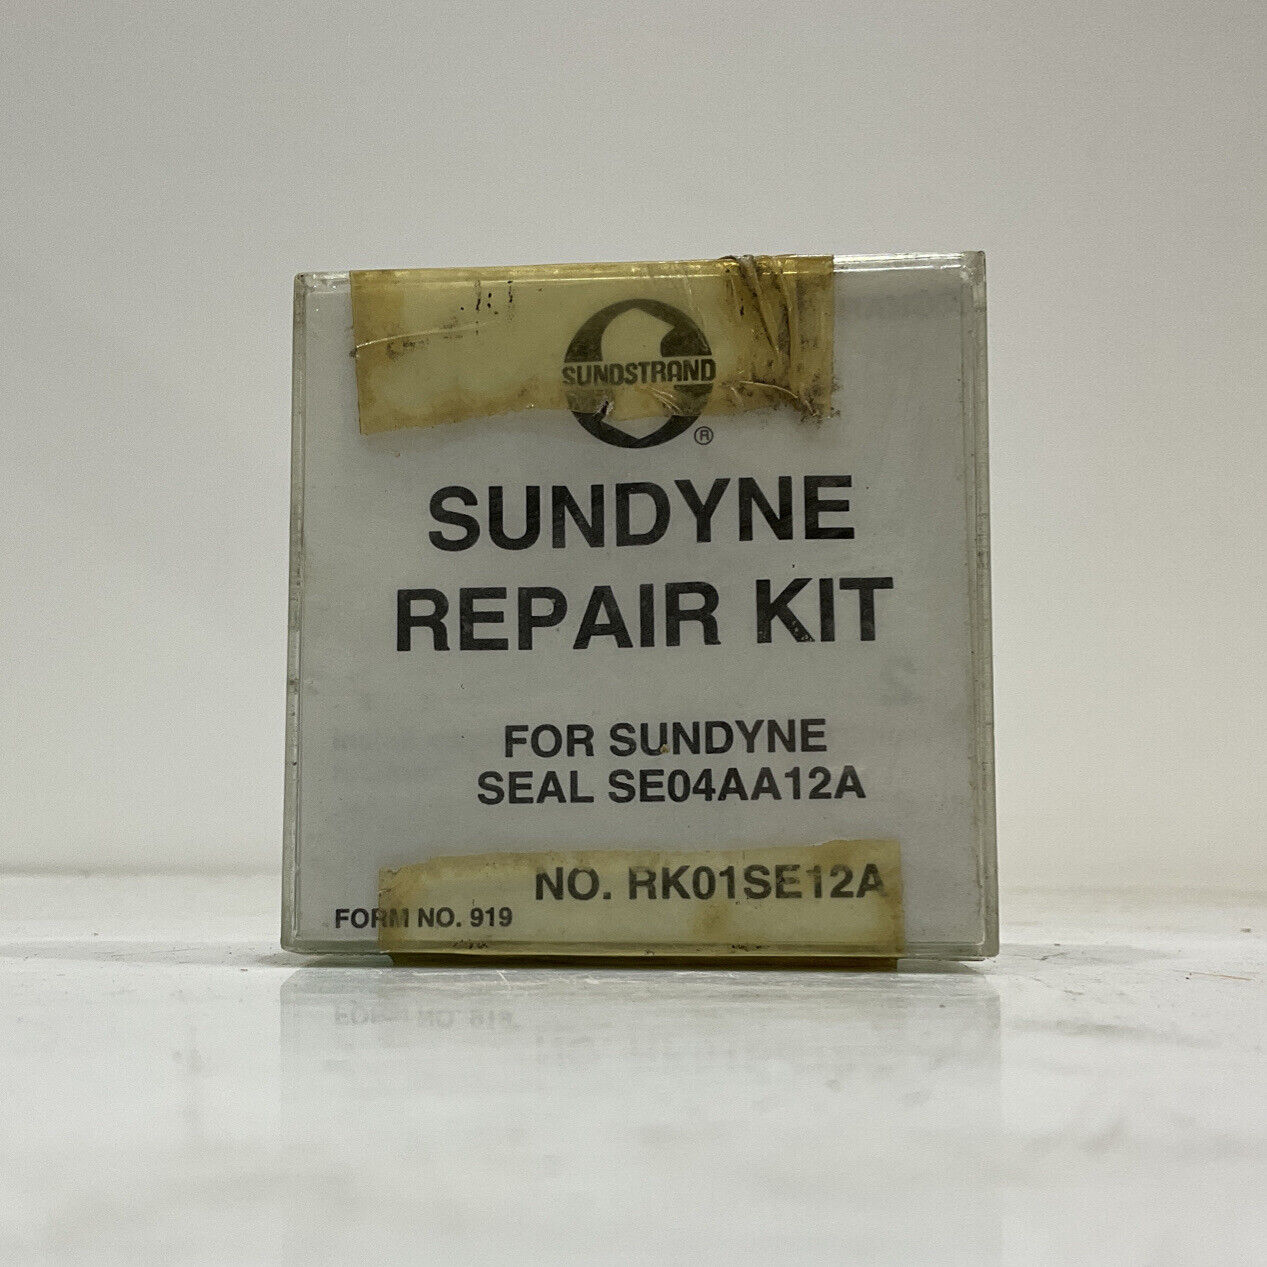 SUNDSTRAND
®
SUNDYNE
REPAIR KIT
FOR SUNDYNE
SEAL SE04AA12A
NO. RK01SE12A
FORM NO. 919